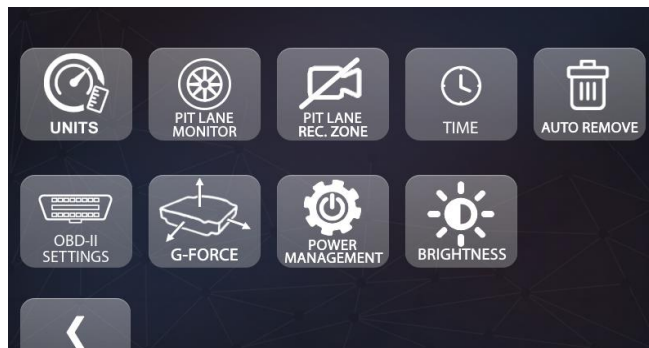 UNITS
PIT LANE
MONITOR
PIT LANE
REC. ZONE
TIME
AUTO REMOVE
OBD-II
SETTINGS
G-FORCE
POWER
MANAGEMENT
BRIGHTNESS